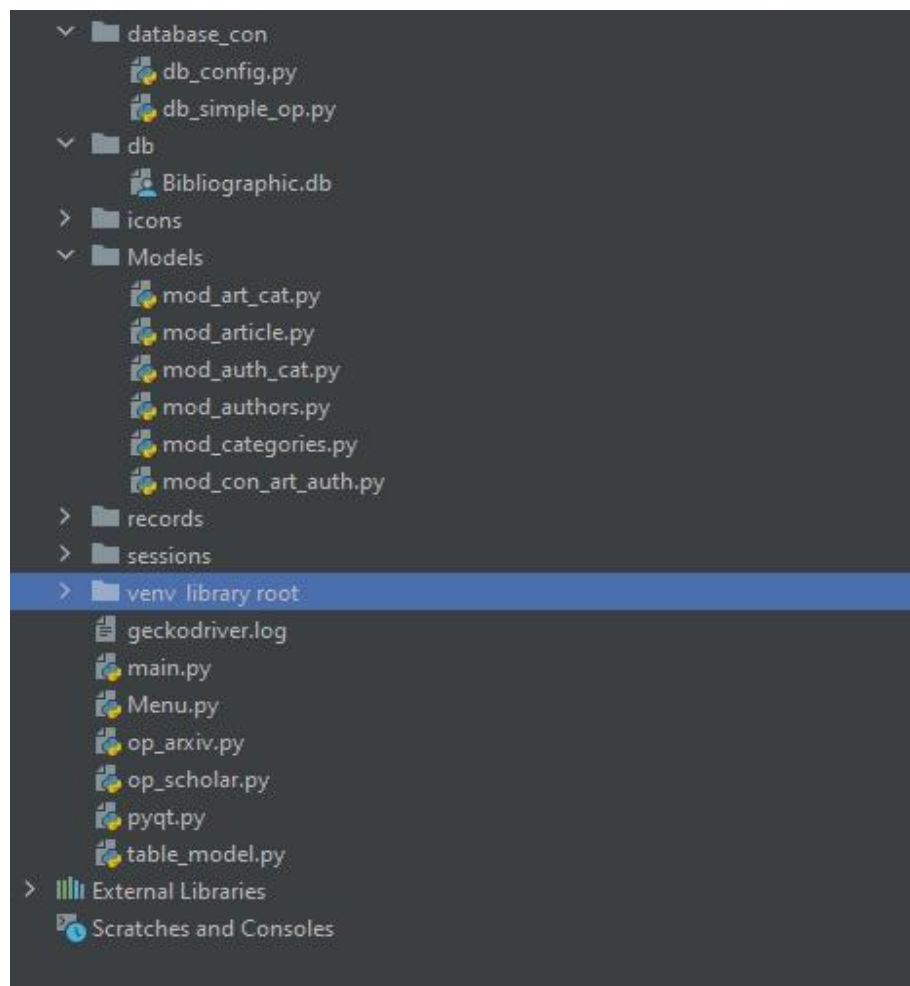 database_con
db_config.py
db_simple_op.py
db
Bibliographic.db
icons
Models
mod_art_cat.py
mod_article.py
mod_auth_cat.py
mod_authors.py
mod_categories.py
mod_con_art_auth.py
records
sessions
venv library root
geckodriver.log
main.py
Menu.py
op_arxiv.py
op_scholar.py
pyqt.py
table_model.py
External Libraries
Scratches and Consoles